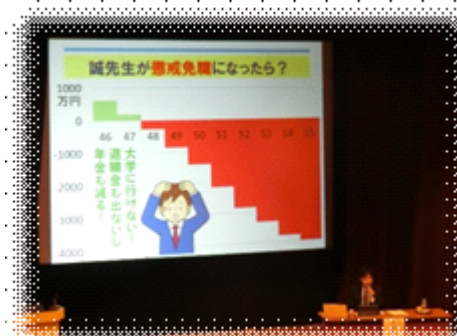 誠先生が懲戒免職になったら？
1000
万円
0
46 47 48 49 50 51 52 53 54 55
-1000
-2000
-3000
-4000
大学に行けない！
退職金も出ないし
年金も減る！